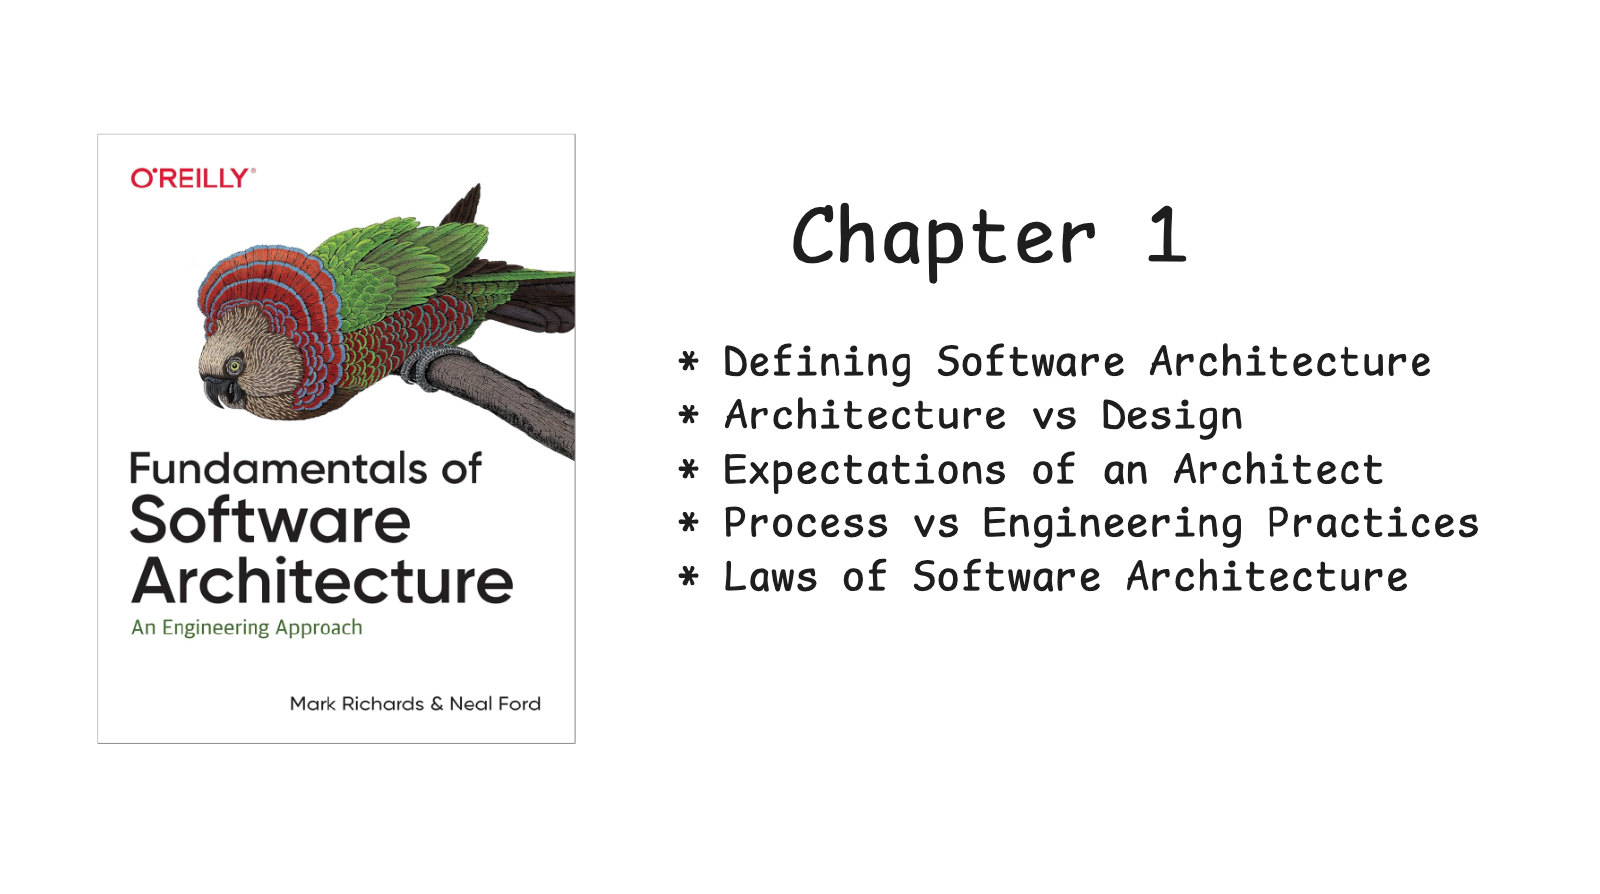 O'REILLY®
Fundamentals of
Software
Architecture
An Engineering Approach
Mark Richards & Neal Ford
Chapter 1
* Defining Software Architecture
* Architecture vs Design
* Expectations of an Architect
* Process vs Engineering Practices
* Laws of Software Architecture